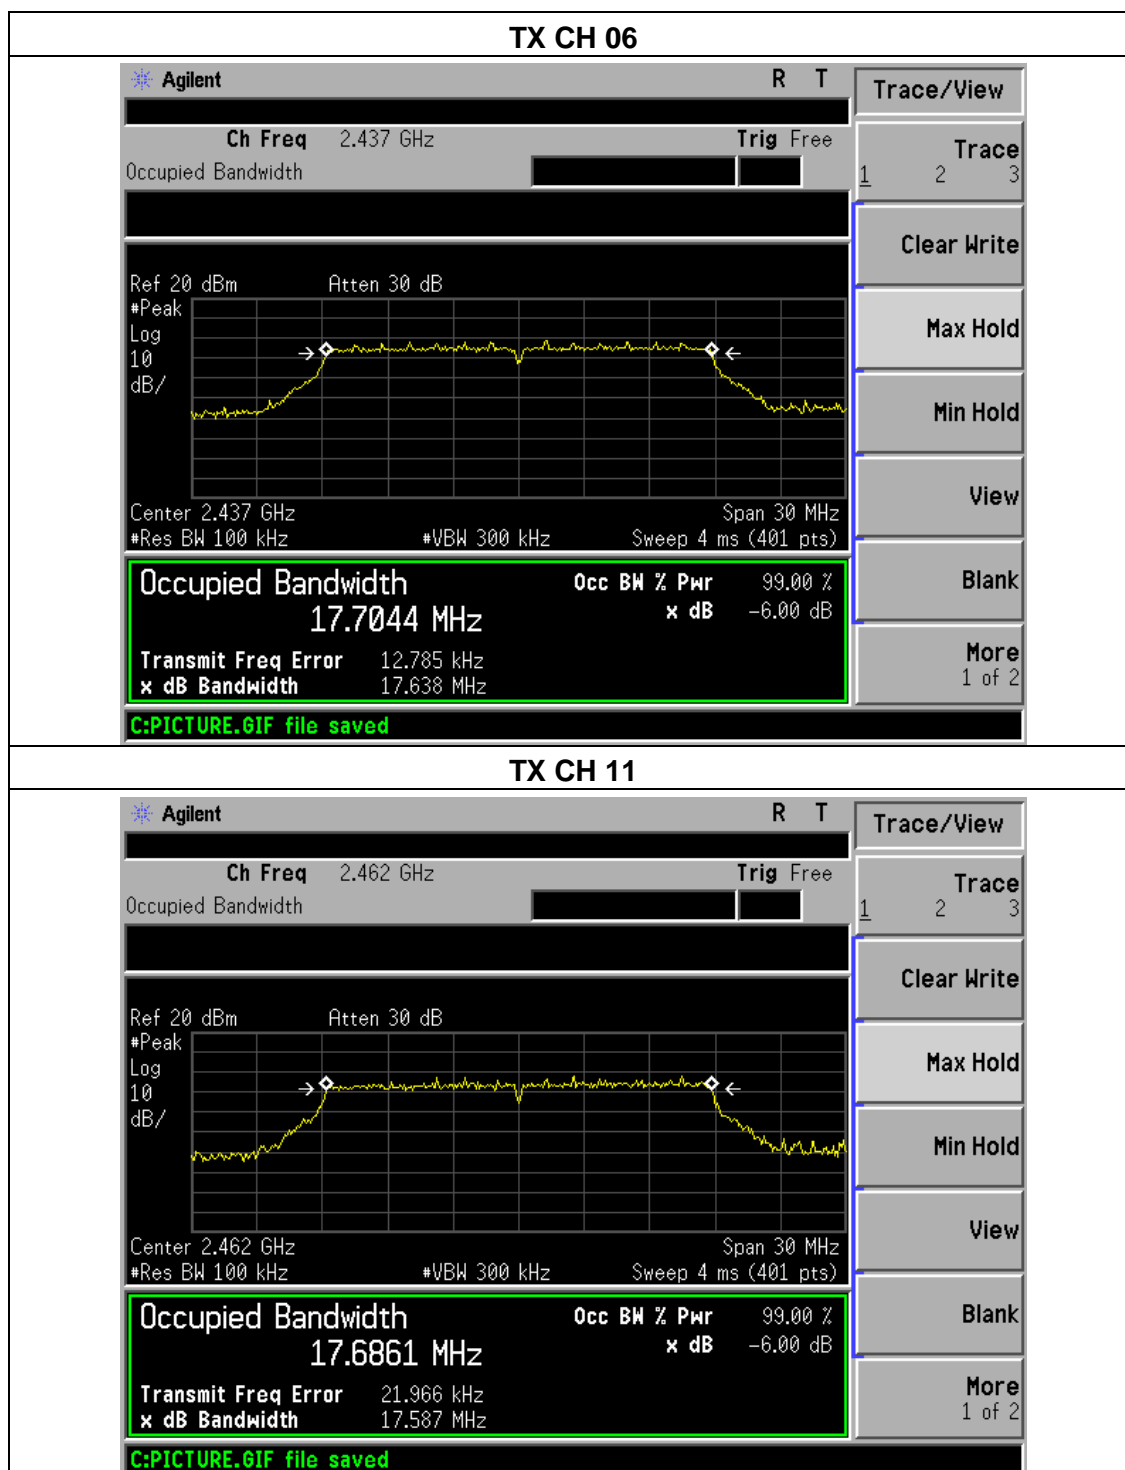 TX CH 06
Agilent R T
Trace/View
Ch Freq 2.437 GHz Trig Free
Occupied Bandwidth
Trace
1 2 3
Clear Write
Ref 20 dBm Atten 30 dB
#Peak
Log
10
dB/
Max Hold
Min Hold
View
Center 2.437 GHz Span 30 MHz
#Res BW 100 kHz #VBW 300 kHz Sweep 4 ms (401 pts)
Occupied Bandwidth Occ BW % Pwr 99.00 %
17.7044 MHz x dB -6.00 dB
Blank
Transmit Freq Error 12.785 kHz
x dB Bandwidth 17.638 MHz
More
1 of 2
C:PICTURE.GIF file saved
TX CH 11
Agilent R T
Trace/View
Ch Freq 2.462 GHz Trig Free
Occupied Bandwidth
Trace
1 2 3
Clear Write
Ref 20 dBm Atten 30 dB
#Peak
Log
10
dB/
Max Hold
Min Hold
View
Center 2.462 GHz Span 30 MHz
#Res BW 100 kHz #VBW 300 kHz Sweep 4 ms (401 pts)
Occupied Bandwidth Occ BW % Pwr 99.00 %
17.6861 MHz x dB -6.00 dB
Blank
Transmit Freq Error 21.966 kHz
x dB Bandwidth 17.587 MHz
More
1 of 2
C:PICTURE.GIF file saved